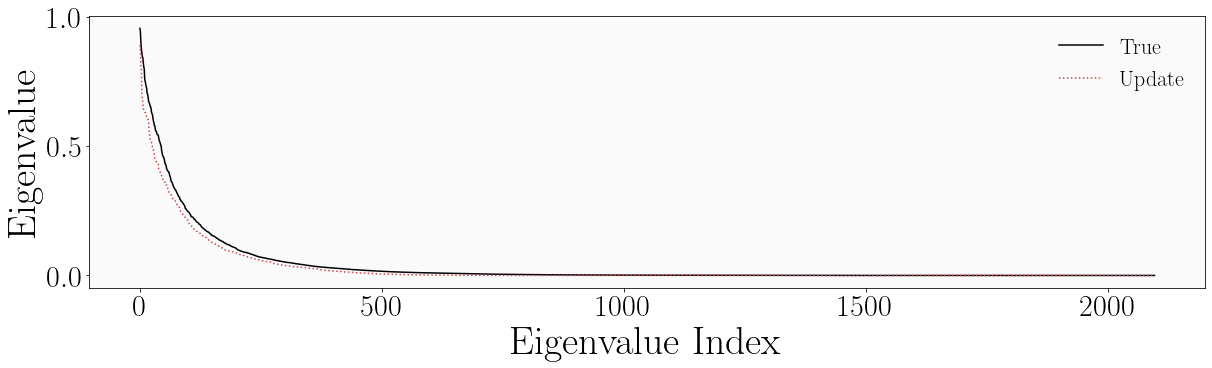 1.0
0.5
0.0
Eigenvalue
True
Update
0 500 1000 1500 2000
Eigenvalue Index